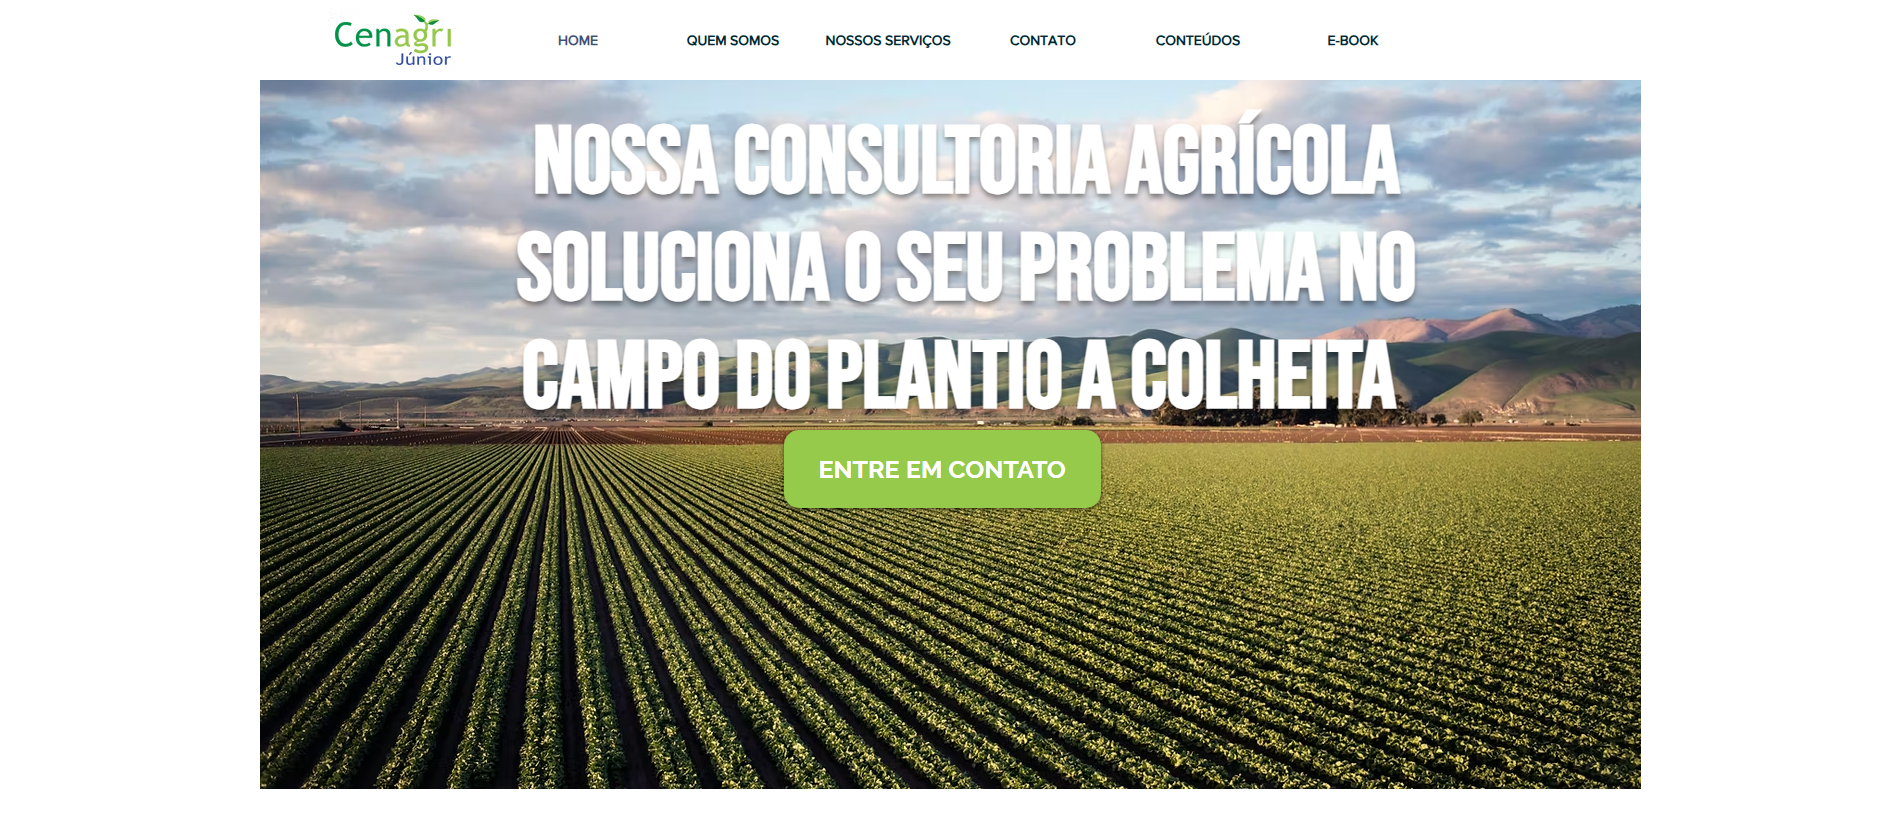 Cenagri
Júnior
HOME
QUEM SOMOS
NOSSOS SERVIÇOS
CONTATO
CONTEÚDOS
E-BOOK
NOSSA CONSULTORIA AGRÍCOLA
SOLUCIONA O SEU PROBLEMA NO
CAMPO DO PLANTIO A COLHEITA
ENTRE EM CONTATO